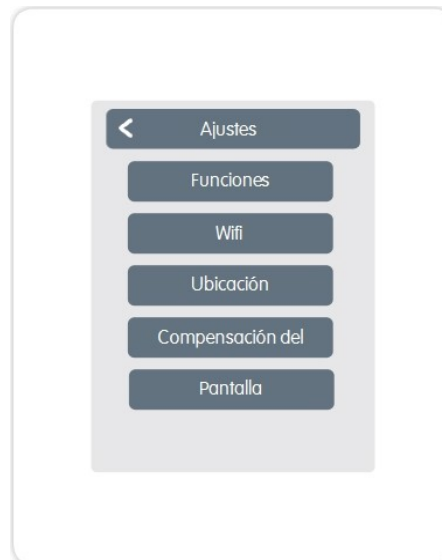 Ajustes
Funciones
Wifi
Ubicación
Compensación del
Pantalla